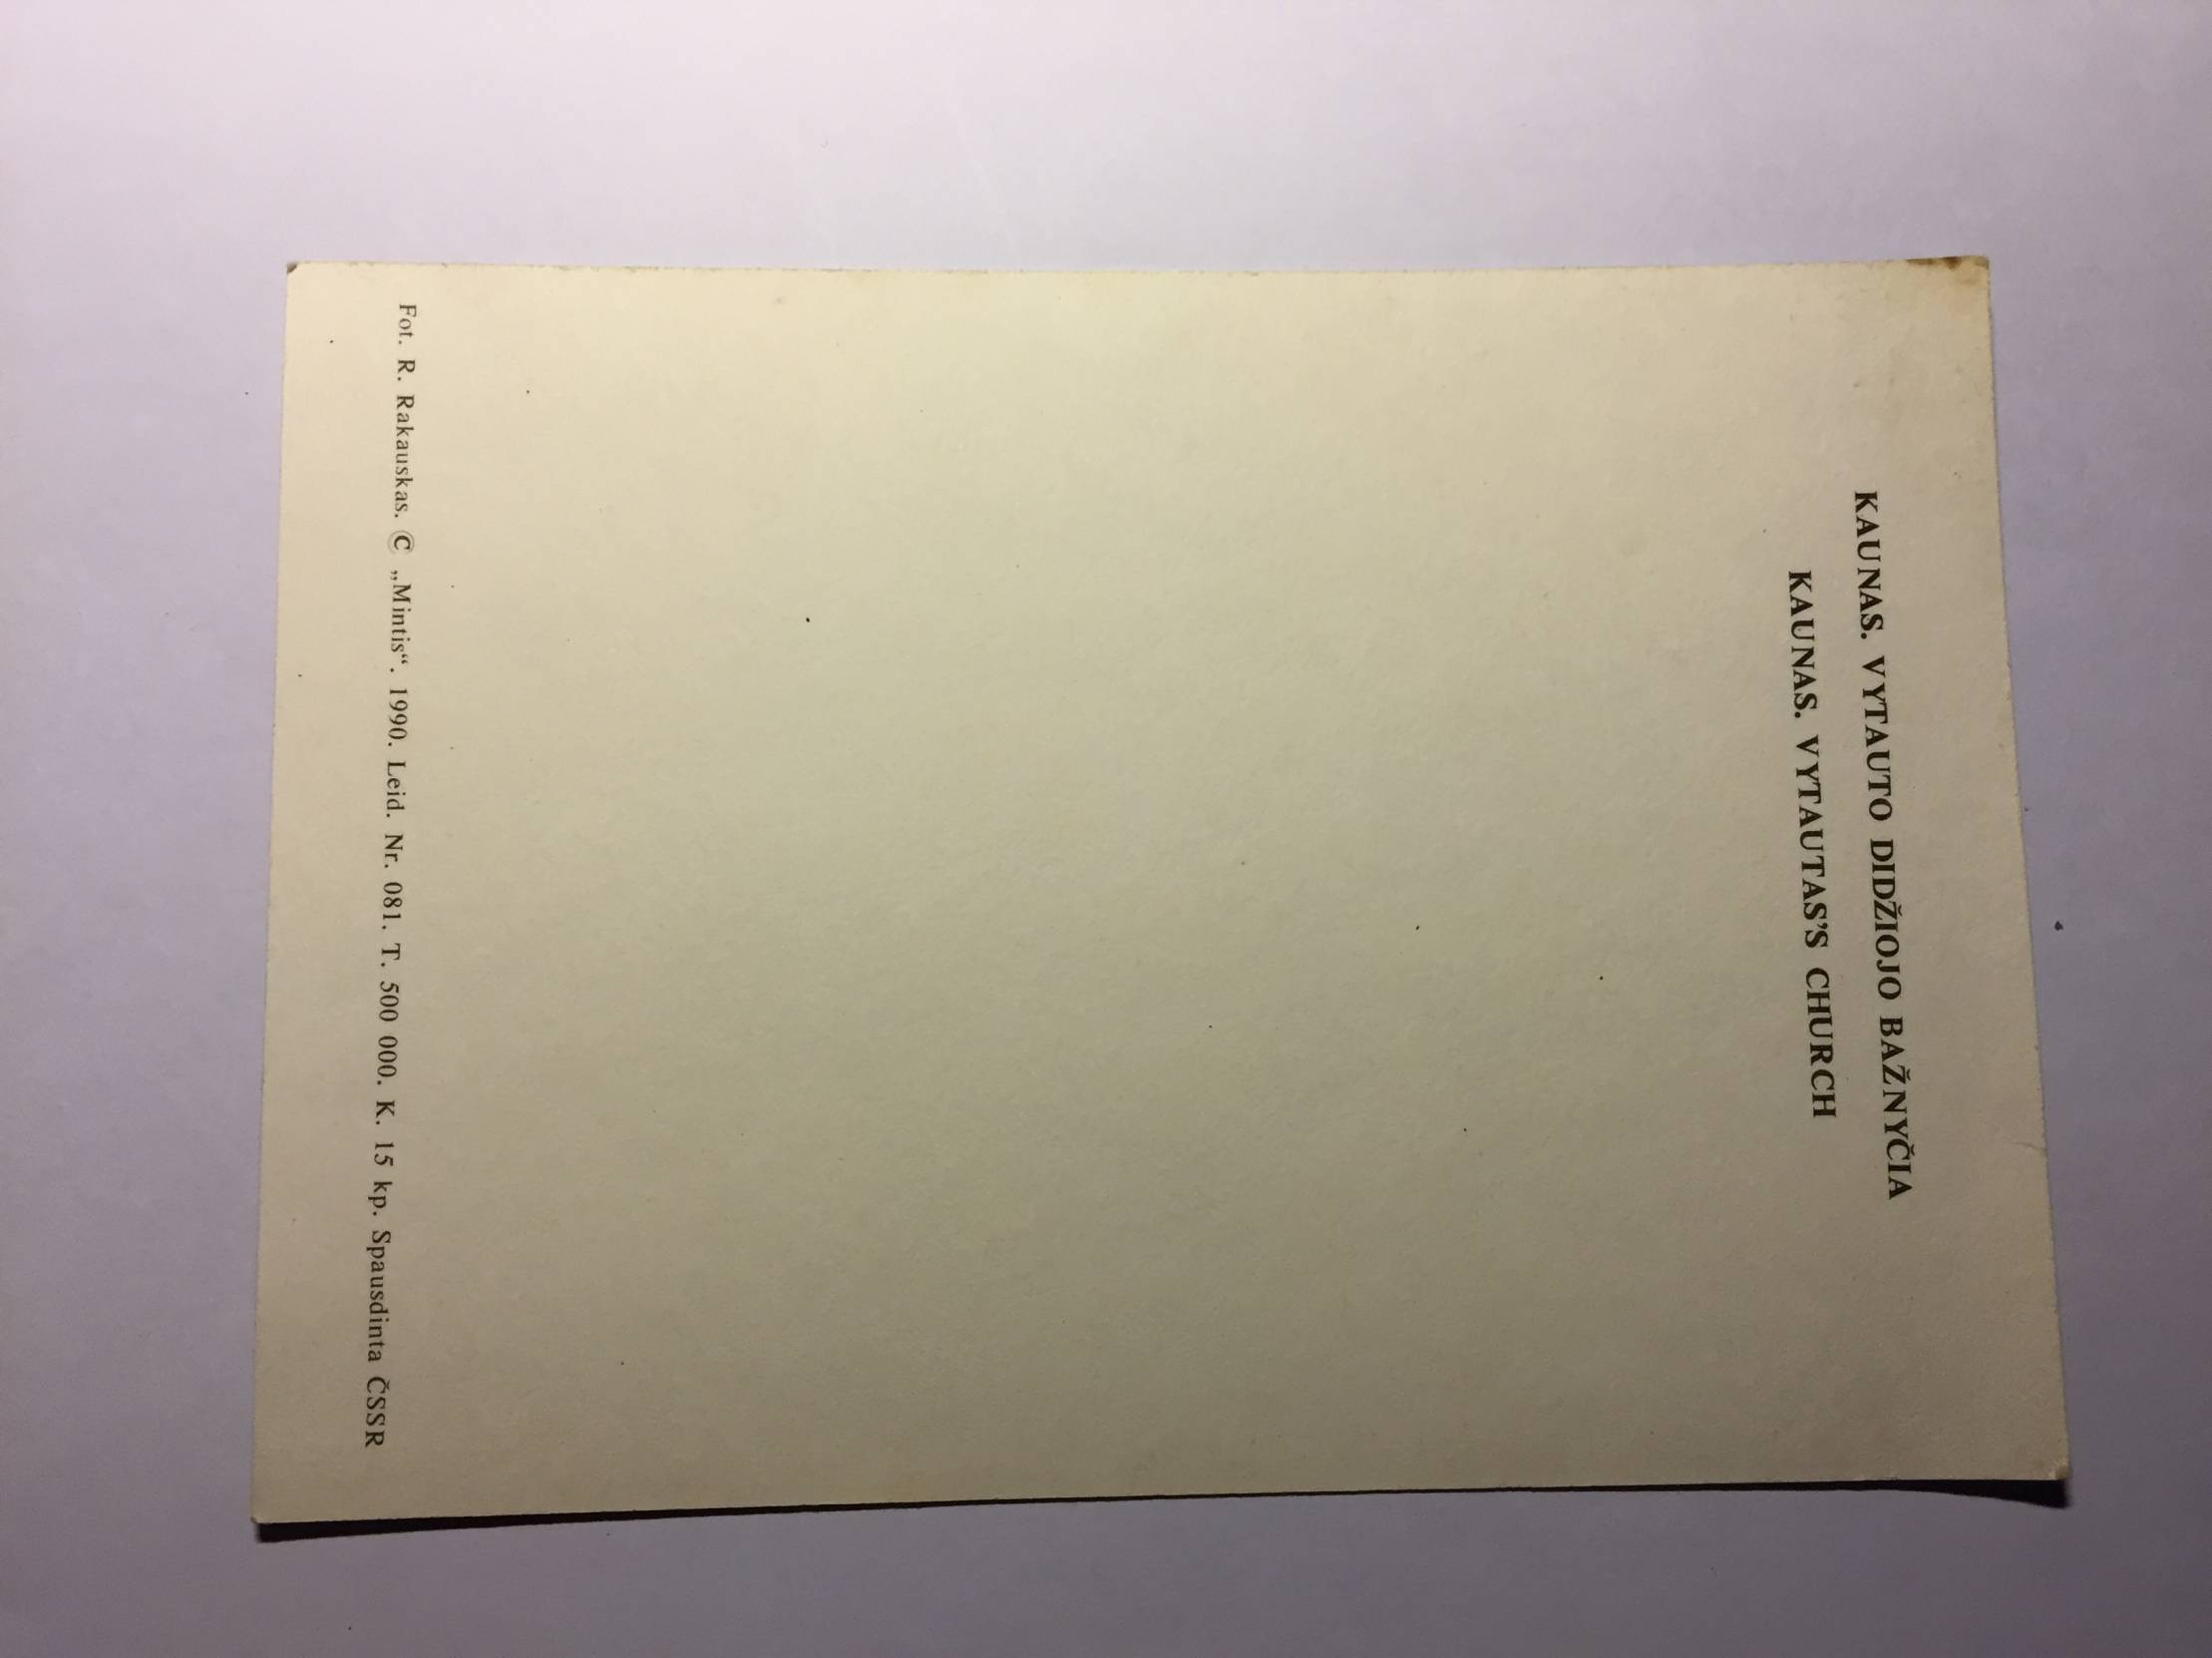 KAUNAS. VYTAUTO DIDŽIOJO BAŽNYČIA
KAUNAS. VYTAUTAS'S CHURCH
Fot. R. Rakauskas. © „Mintis“. 1990. Leid. Nr. 081. T. 500 000. K. 15 kp. Spausdinta ČSSR